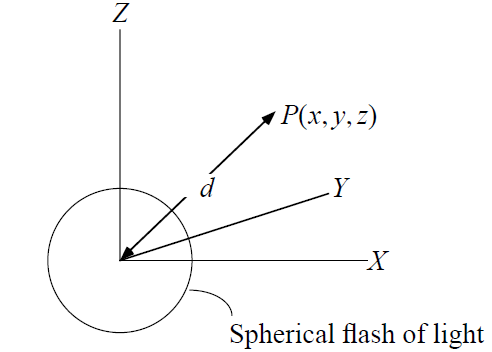 Z
P(x, y, z)
d
Y
X
Spherical flash of light